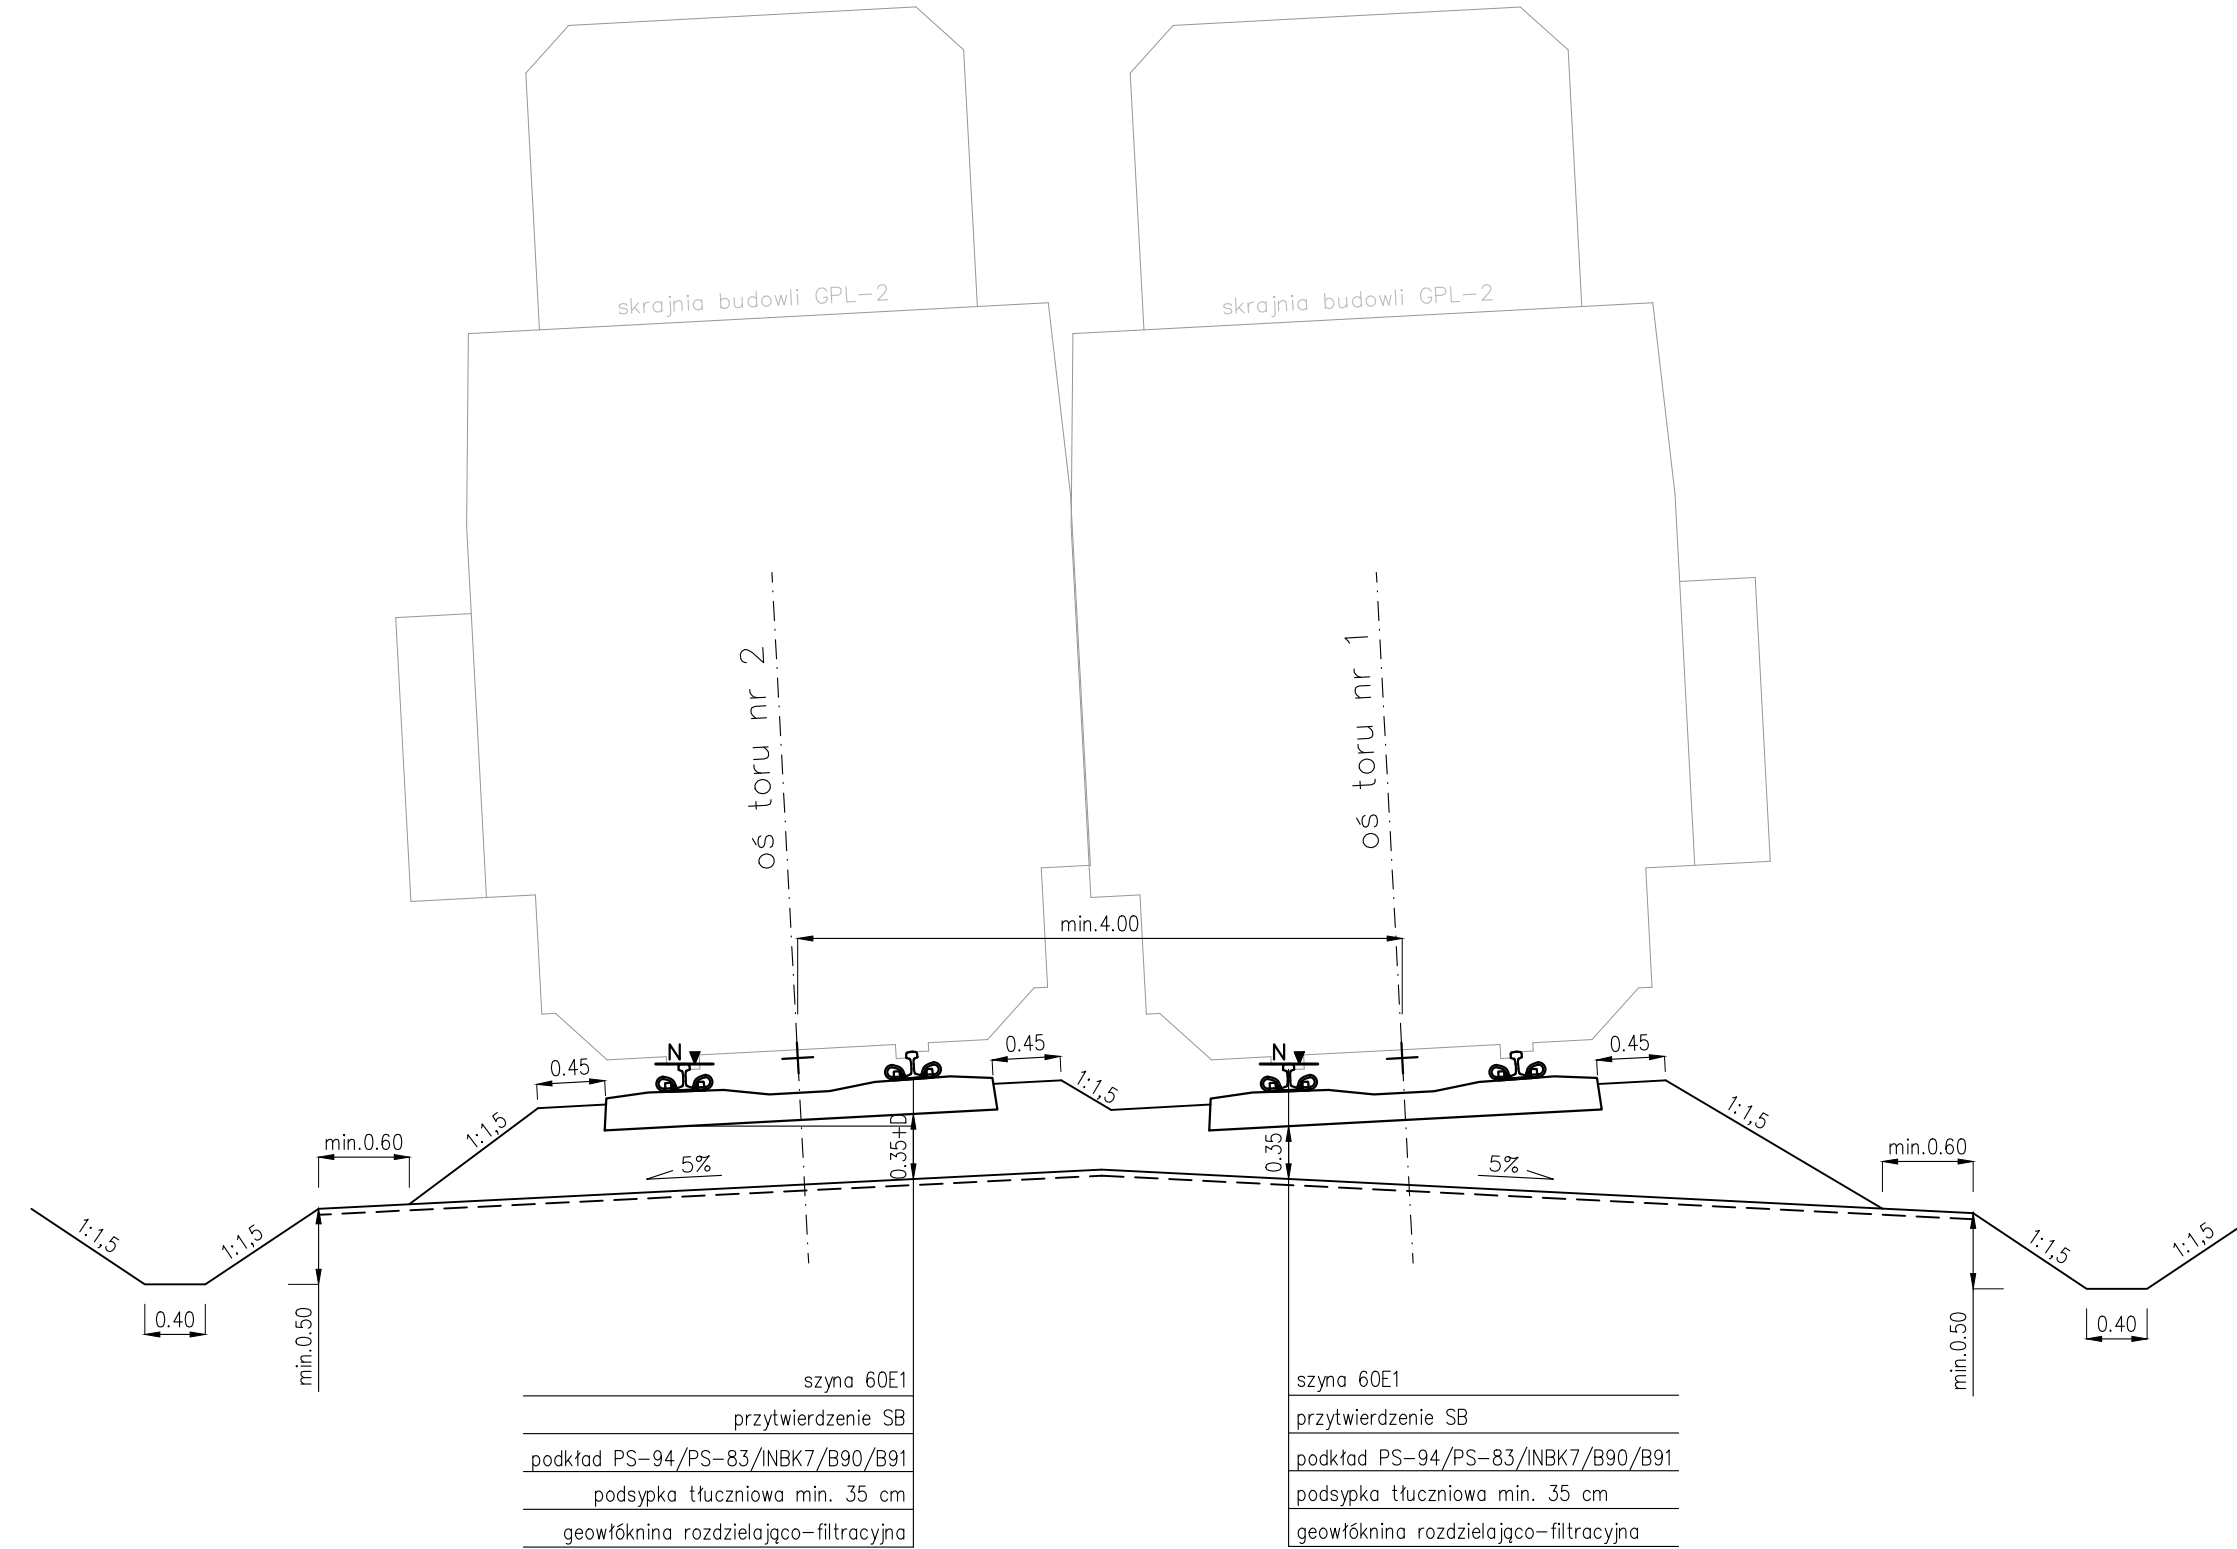 skrajnia budowli GPL-2
skrajnia budowli GPL-2
oś toru nr 2
oś toru nr 1
min.4.00
N
0.45
0.45
N
0.45
1:1,5
1:1,5
1:1,5
min.0.60
5%
0.35+D
0.35
5%
min.0.60
1:1,5
1:1,5
1:1,5
1:1,5
0.40
min.0.50
min.0.50
0.40
szyna 60E1
przytwierdzenie SB
podkład PS-94/PS-83/INBK7/B90/B91
podsypka tłuczniowa min. 35 cm
geowłóknina rozdzielająco-filtracyjna
szyna 60E1
przytwierdzenie SB
podkład PS-94/PS-83/INBK7/B90/B91
podsypka tłuczniowa min. 35 cm
geowłóknina rozdzielająco-filtracyjna